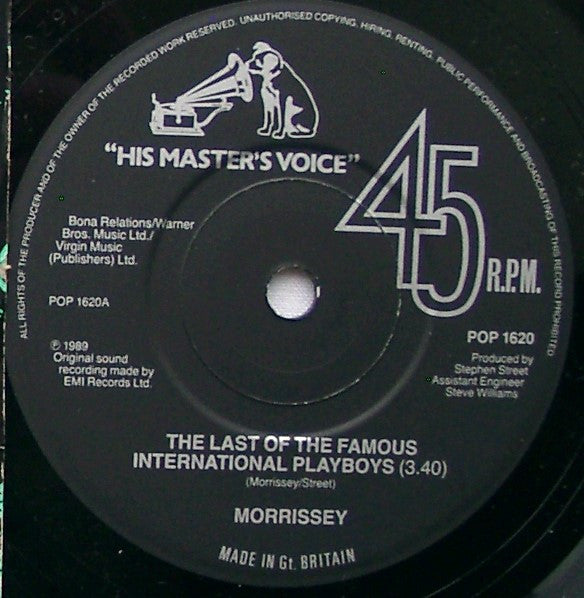 ALL RIGHTS OF THE PRODUCER AND OF THE OWNER OF THE RECORDED WORK RESERVED. UNAUTHORISED COPYING, HIRING, RENTING, PUBLIC PERFORMANCE AND BROADCASTING OF THIS RECORD PROHIBITED
"HIS MASTER'S VOICE"
45
R.P.M.
Bona Relations/Warner
Bros. Music Ltd./
Virgin Music
(Publishers) Ltd.
POP 1620A
POP 1620
℗ 1989
Original sound
recording made by
EMI Records Ltd.
Produced by
Stephen Street
Assistant Engineer
Steve Williams
THE LAST OF THE FAMOUS
INTERNATIONAL PLAYBOYS (3.40)
(Morrissey/Street)
MORRISSEY
MADE IN Gt. BRITAIN